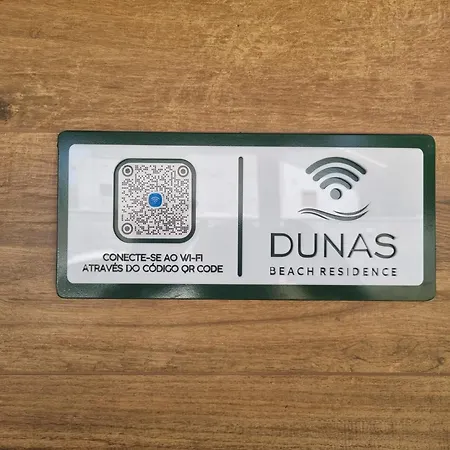 CONECTE-SE AO WI-FI
ATRAVÉS DO CÓDIGO QR CODE
DUNAS
BEACH RESIDENCE